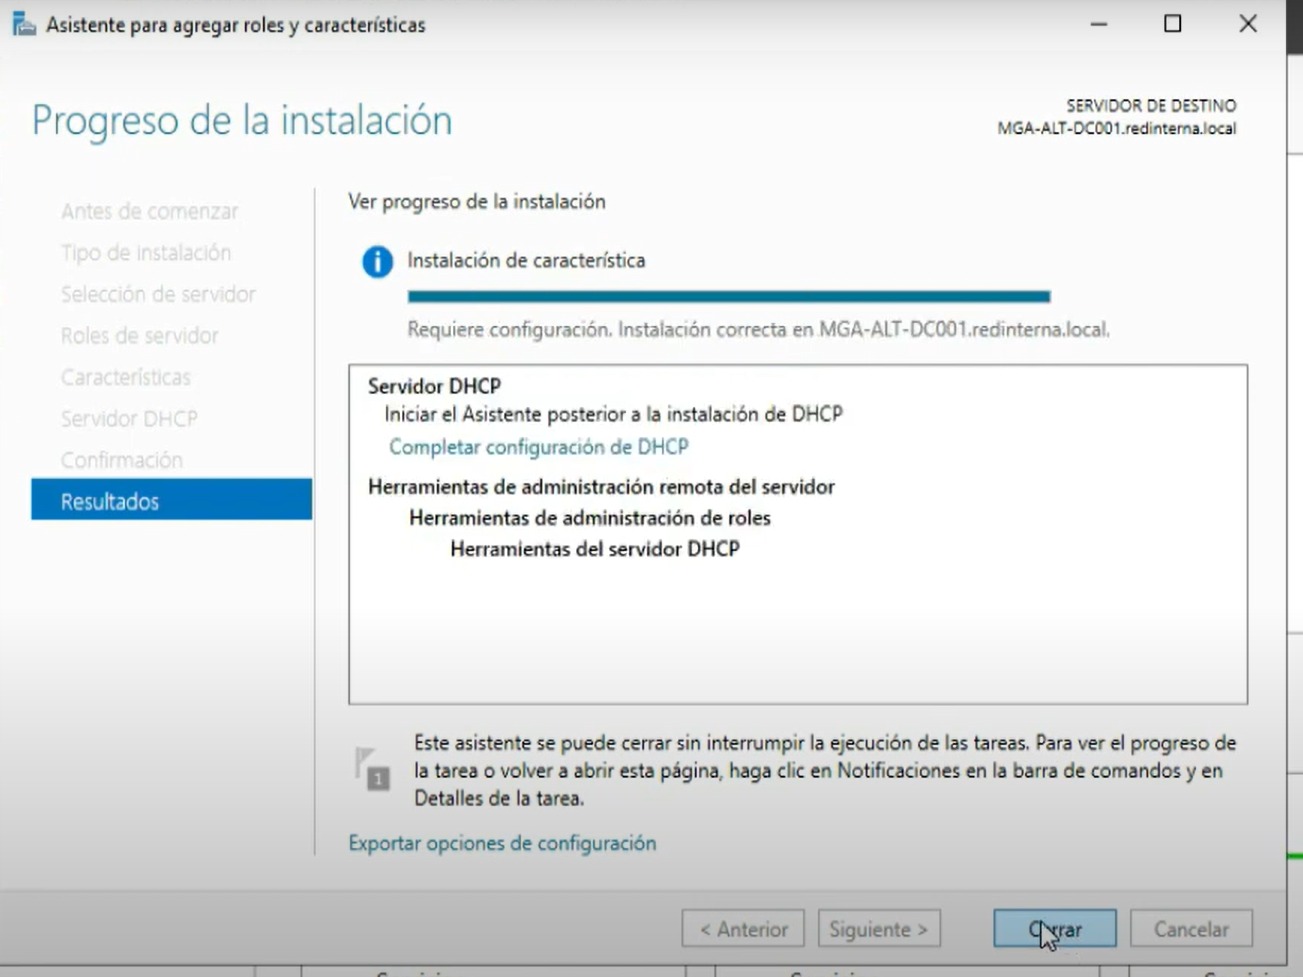 Asistente para agregar roles y características
Progreso de la instalación
SERVIDOR DE DESTINO
MGA-ALT-DC001.redinterna.local
Antes de comenzar
Tipo de instalación
Selección de servidor
Roles de servidor
Características
Servidor DHCP
Confirmación
Resultados
Ver progreso de la instalación
Instalación de característica
Requiere configuración. Instalación correcta en MGA-ALT-DC001.redinterna.local.
Servidor DHCP
Iniciar el Asistente posterior a la instalación de DHCP
Completar configuración de DHCP
Herramientas de administración remota del servidor
Herramientas de administración de roles
Herramientas del servidor DHCP
1
Este asistente se puede cerrar sin interrumpir la ejecución de las tareas. Para ver el progreso de
la tarea o volver a abrir esta página, haga clic en Notificaciones en la barra de comandos y en
Detalles de la tarea.
Exportar opciones de configuración
< Anterior
Siguiente >
Cerrar
Cancelar